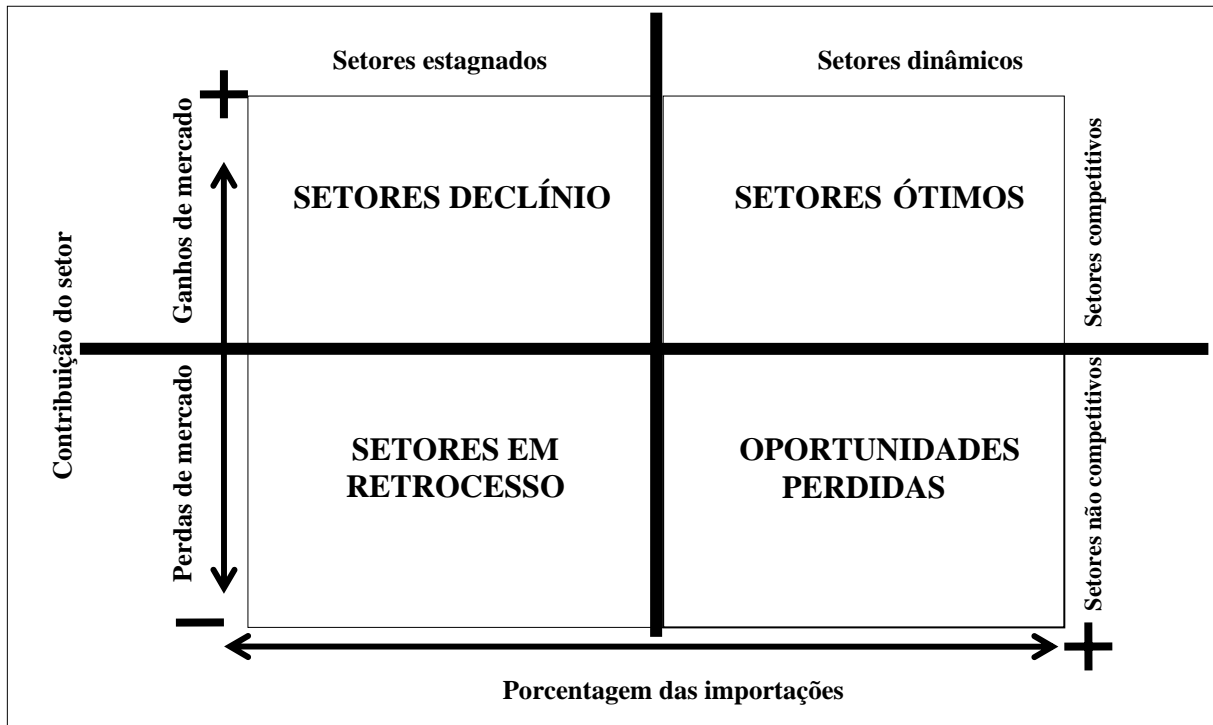 Setores estagnados
Setores dinâmicos
Contribuição do setor
Ganhos de mercado
Perdas de mercado
SETORES DECLÍNIO
SETORES ÓTIMOS
Setores competitivos
SETORES EM
RETROCESSO
OPORTUNIDADES
PERDIDAS
Setores não competitivos
Porcentagem das importações